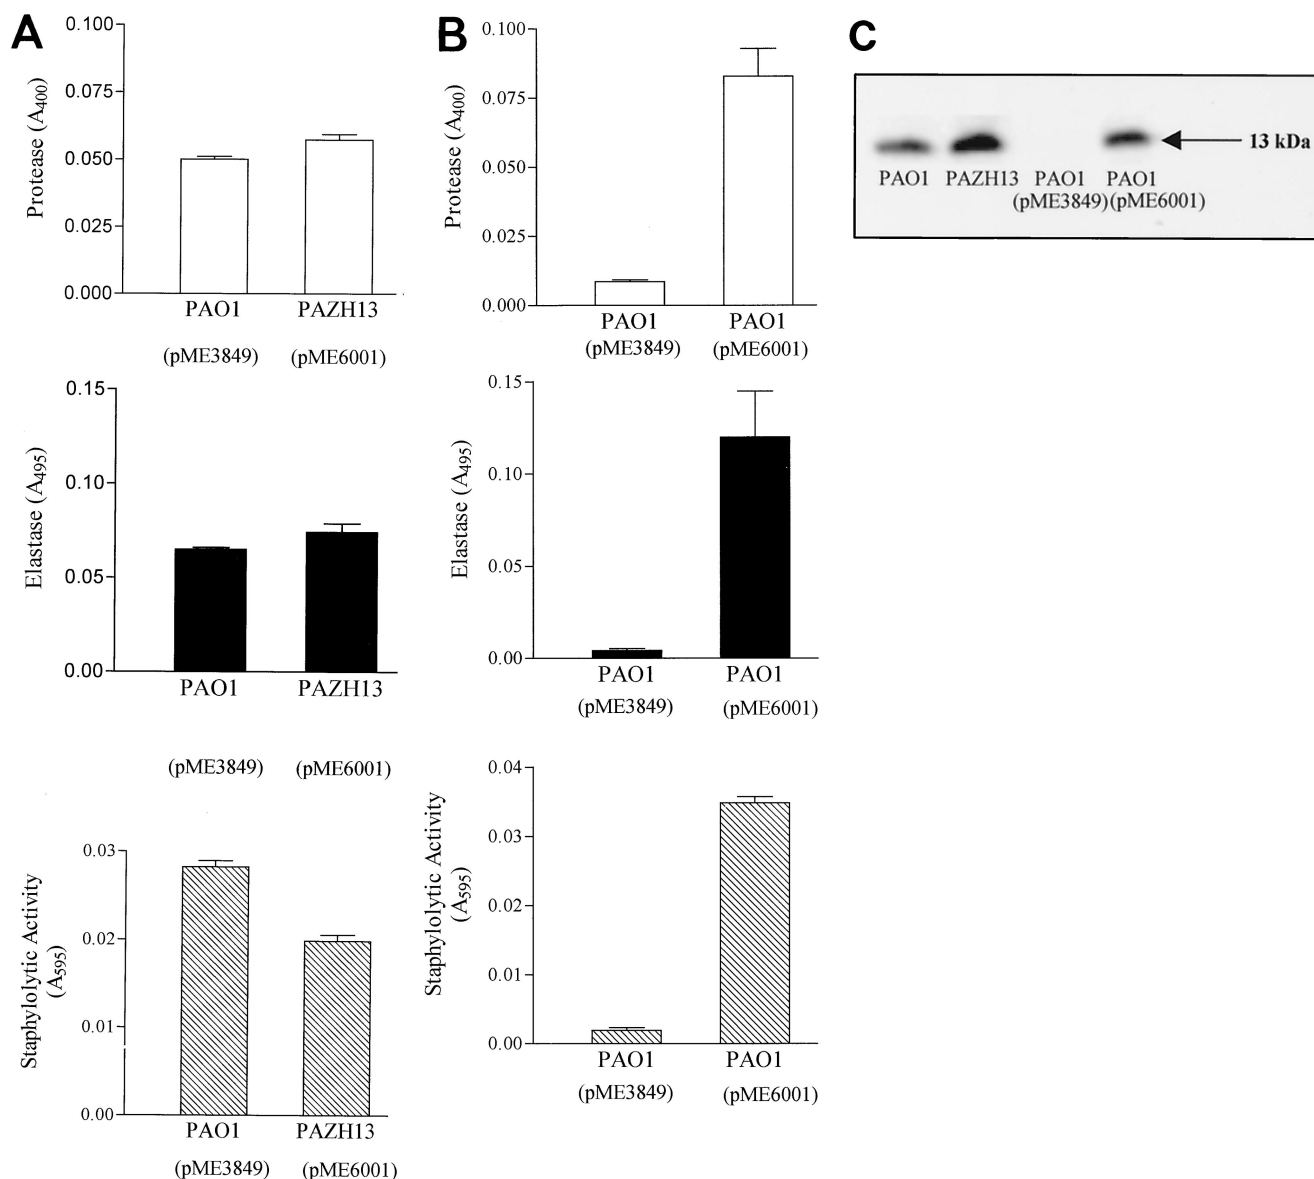 A
Protease (A400)
0.100
0.075
0.050
0.025
0.000
PAO1 PAZH13
(pME3849) (pME6001)
Elastase (A495)
0.15
0.10
0.05
0.00
PAO1 PAZH13
(pME3849) (pME6001)
Staphylolytic Activity
(A595)
0.03
0.02
0.01
0.00
PAO1 PAZH13
(pME3849) (pME6001)
B
Protease (A400)
0.100
0.075
0.050
0.025
0.000
PAO1 PAO1
(pME3849) (pME6001)
Elastase (A495)
0.15
0.10
0.05
0.00
PAO1 PAO1
(pME3849) (pME6001)
Staphylolytic Activity
(A595)
0.04
0.03
0.02
0.01
0.00
PAO1 PAO1
(pME3849) (pME6001)
C
13 kDa
PAO1 PAZH13 PAO1 PAO1
(pME3849)(pME6001)